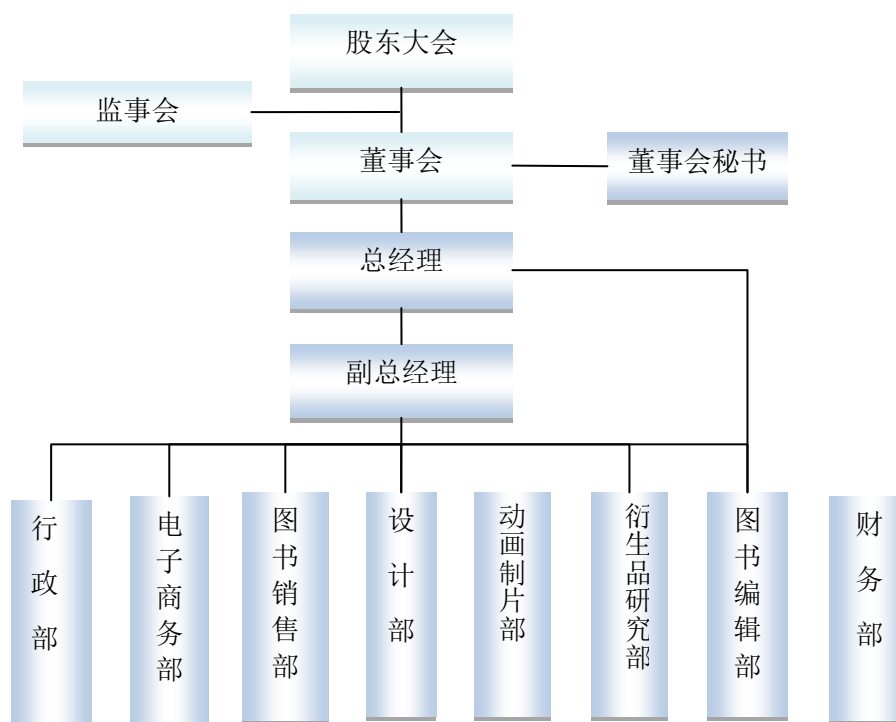 股东大会
监事会
董事会
董事会秘书
总经理
副总经理
行政部
电子商务部
图书销售部
设计部
动画制片部
衍生品研究部
图书编辑部
财务部